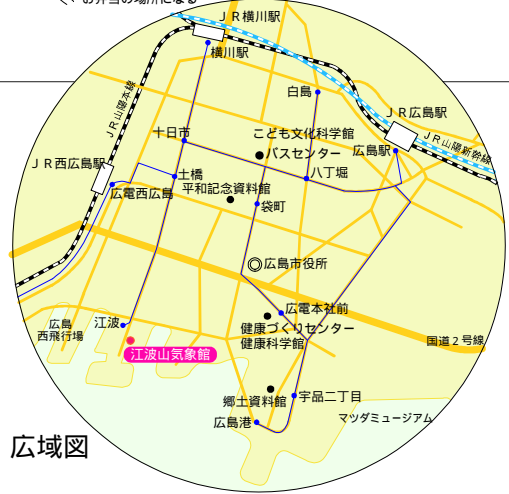 お弁当の場所になる
ＪＲ横川駅
横川駅
ＪＲ山陽本線
白島
ＪＲ広島駅
十日市
こども文化科学館
バスセンター
広島駅
ＪＲ山陽新幹線
ＪＲ西広島駅
土橋
八丁堀
広電西広島
平和記念資料館
袋町
広島市役所
広電本社前
江波
広島
西飛行場
健康づくりセンター
健康科学館
国道２号線
江波山気象館
郷土資料館
宇品二丁目
広島港
マツダミュージアム
広域図